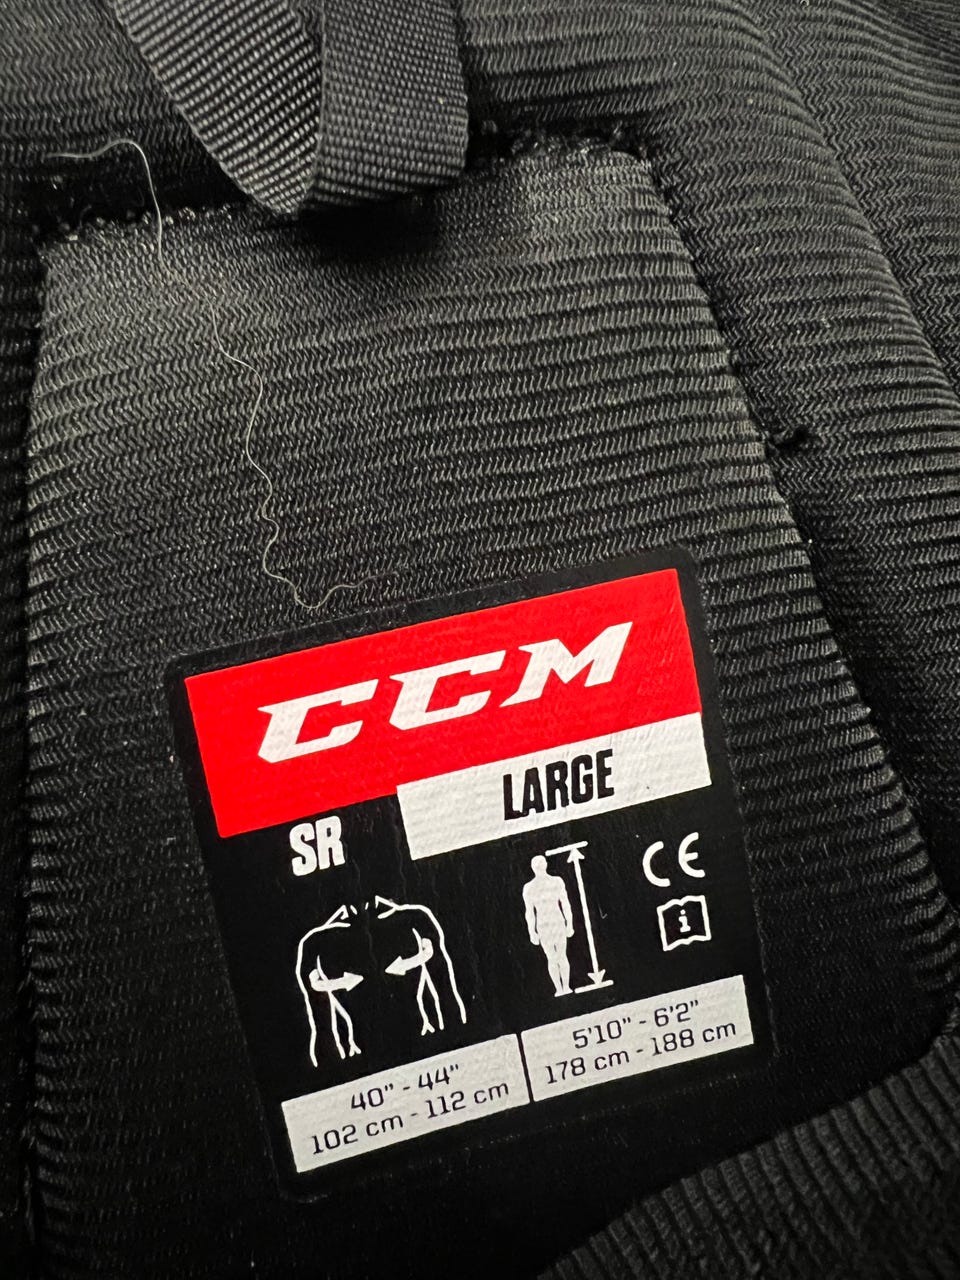 CCM
LARGE
SR
CE
i
40" - 44"
102 cm - 112 cm
5'10" - 6'2"
178 cm - 188 cm